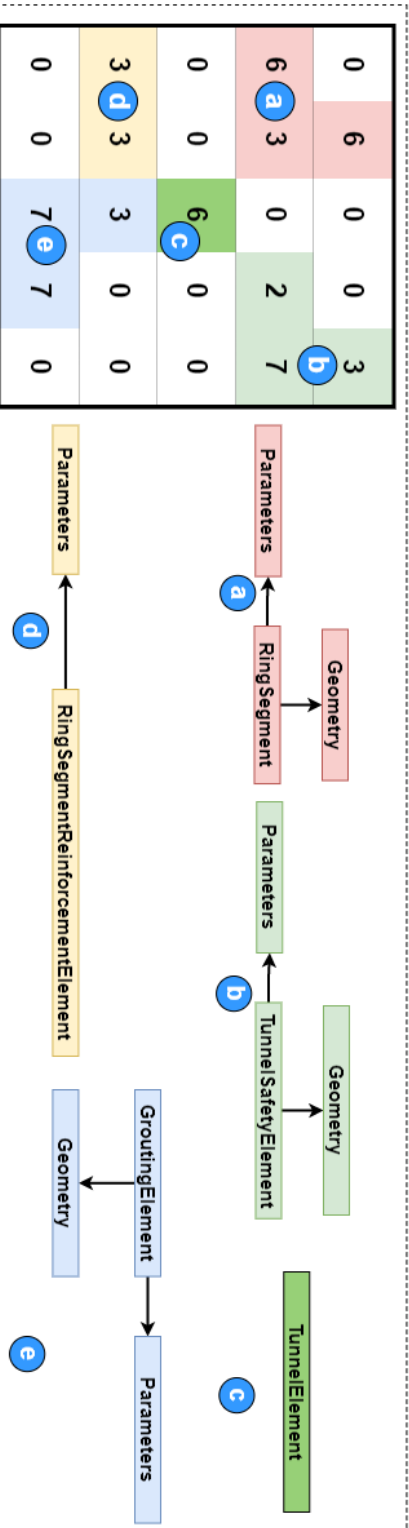 0 6 0 0 3
b
6 a 3 0 2 7
0 0 6 0 0
c
3 d 3 3 0 0
0 0 7 e 7 0
Geometry
Parameters
RingSegment
a
Geometry
Parameters
TunnelSafetyElement
b
TunnelElement
c
Parameters
RingSegmentReinforcementElement
d
GroutingElement
Parameters
Geometry
e